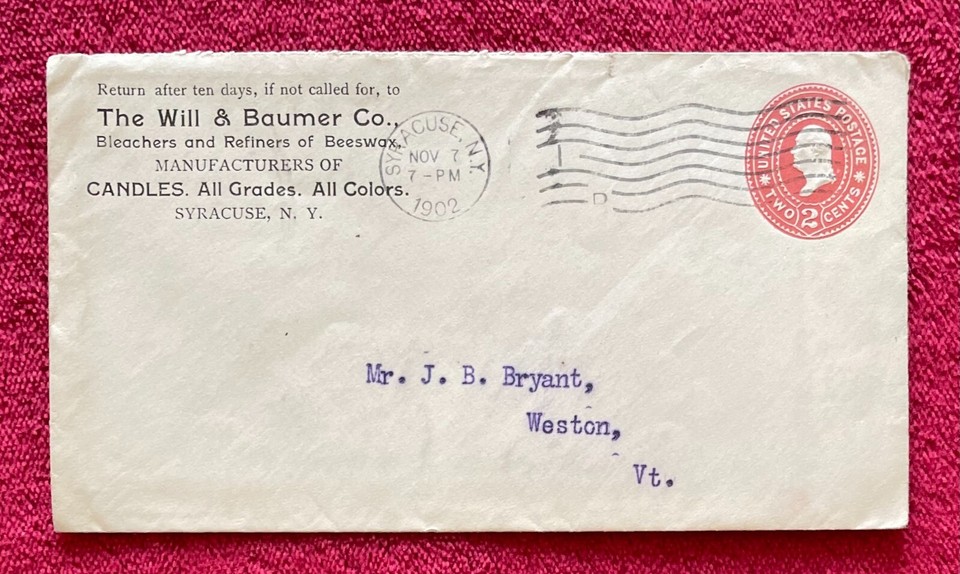 Return after ten days, if not called for, to
The Will & Baumer Co.,
Bleachers and Refiners of Beeswax,
MANUFACTURERS OF
CANDLES. All Grades. All Colors.
SYRACUSE, N. Y.
SYRACUSE, N.Y.
NOV 7
7-PM
1902
D
UNITED STATES POSTAGE
TWO 2 CENTS
Mr. J. B. Bryant,
Weston,
Vt.